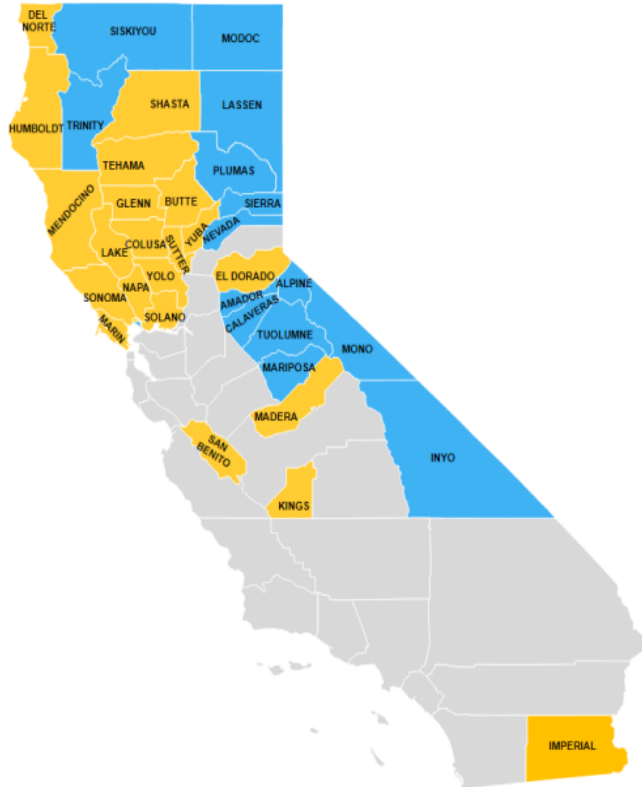 DEL
NORTE
SISKIYOU
MODOC
SHASTA
LASSEN
HUMBOLDT
TRINITY
TEHAMA
PLUMAS
MENDOCINO
GLENN
BUTTE
SIERRA
YUBA
NEVADA
COLUSA
SUTTER
LAKE
YOLO
EL DORADO
ALPINE
NAPA
SONOMA
AMADOR
SOLANO
CALAVERAS
MARIN
TUOLUMNE
MONO
MARIPOSA
MADERA
SAN
BENITO
INYO
KINGS
IMPERIAL